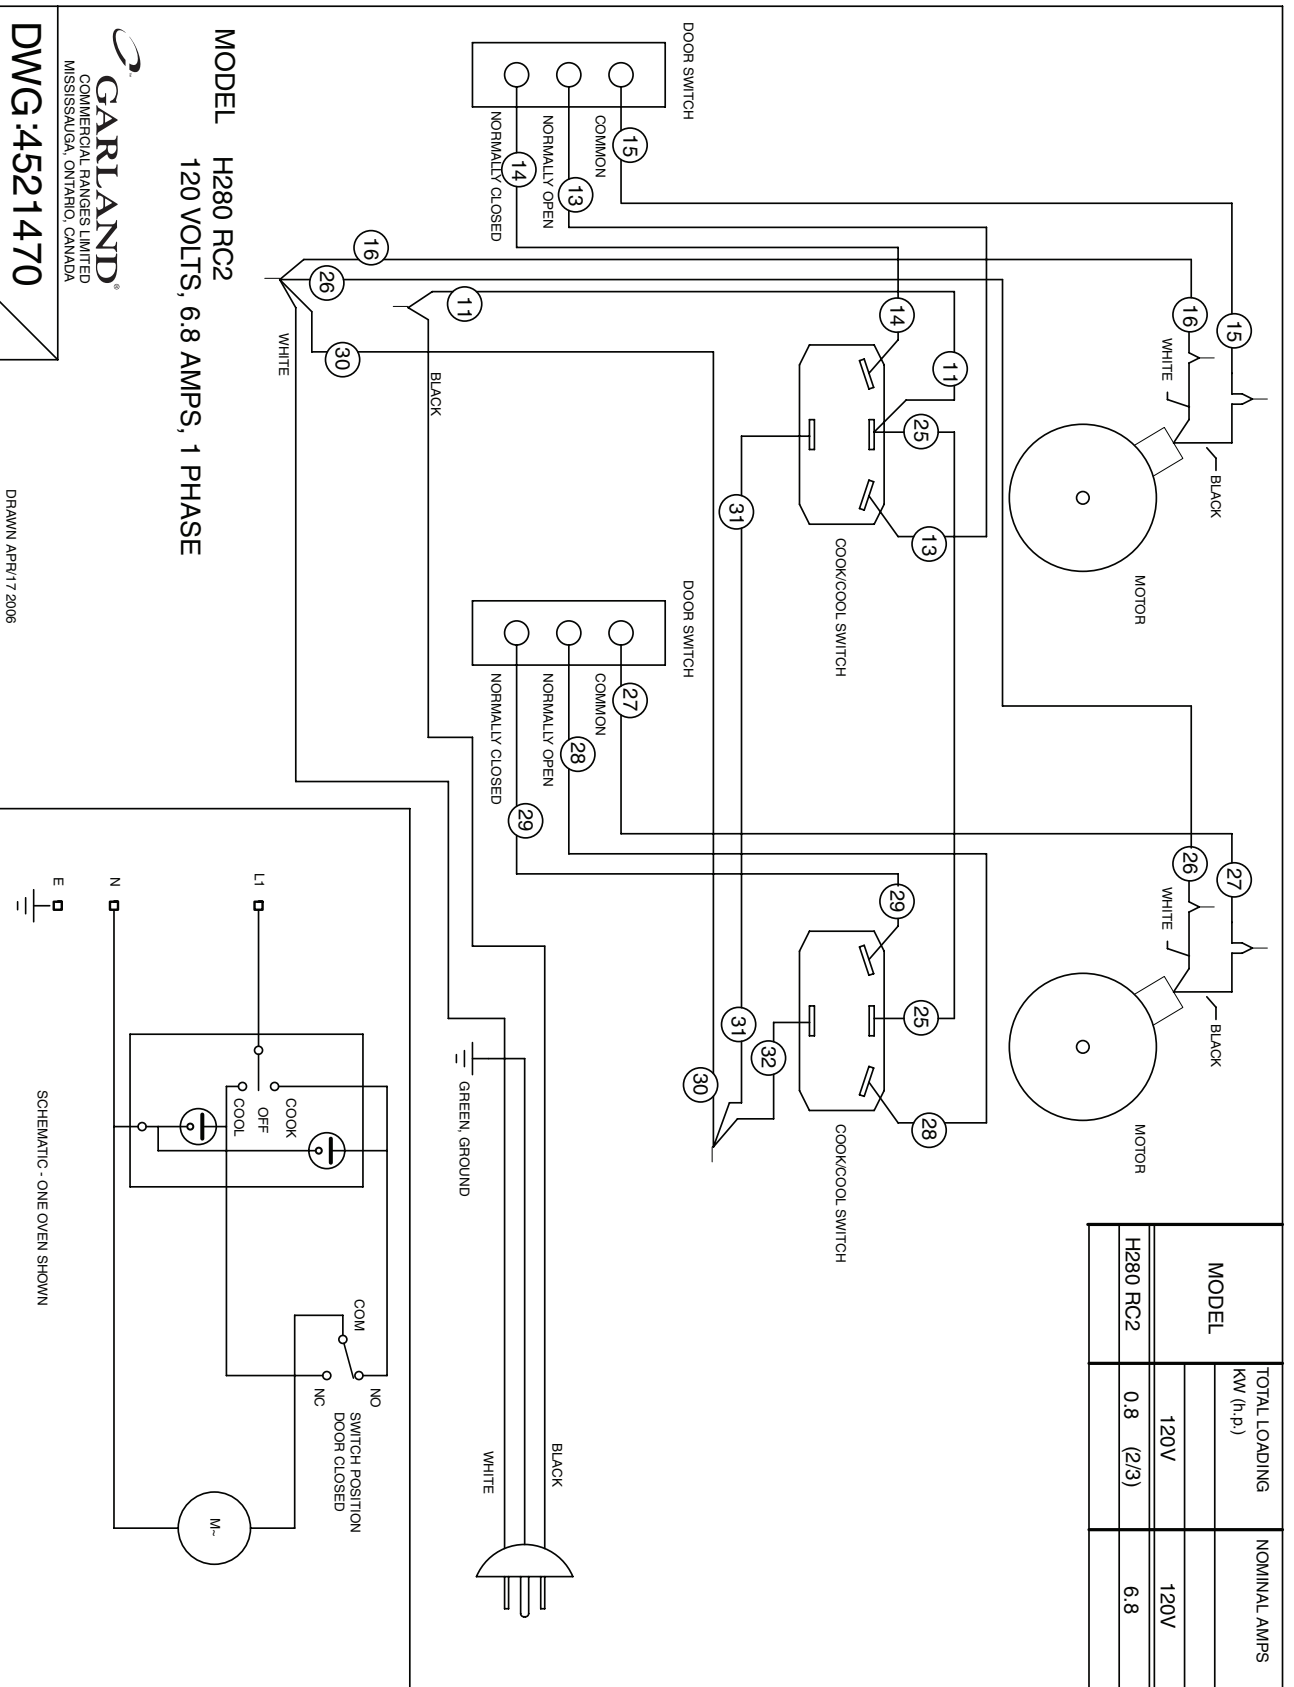 MODEL
TOTAL LOADING
KW (h.p.)
NOMINAL AMPS
120V
120V
H280 RC2
0.8 (2/3)
6.8
15
16
WHITE
BLACK
MOTOR
27
26
WHITE
BLACK
MOTOR
14
11
25
13
COOK/COOL SWITCH
31
29
25
28
COOK/COOL SWITCH
31
32
30
DOOR SWITCH
15
COMMON
13
NORMALLY OPEN
14
NORMALLY CLOSED
DOOR SWITCH
27
COMMON
28
NORMALLY OPEN
29
NORMALLY CLOSED
16
26
11
30
BLACK
WHITE
GREEN, GROUND
BLACK
WHITE
MODEL H280 RC2
120 VOLTS, 6.8 AMPS, 1 PHASE
GARLAND®
COMMERCIAL RANGES LIMITED
MISSISSAUGA, ONTARIO, CANADA
DWG:4521470
DRAWN APR/17 2006
L1
N
E
COOK
OFF
COOL
COM
NO
NC
SWITCH POSITION
DOOR CLOSED
M~
SCHEMATIC - ONE OVEN SHOWN